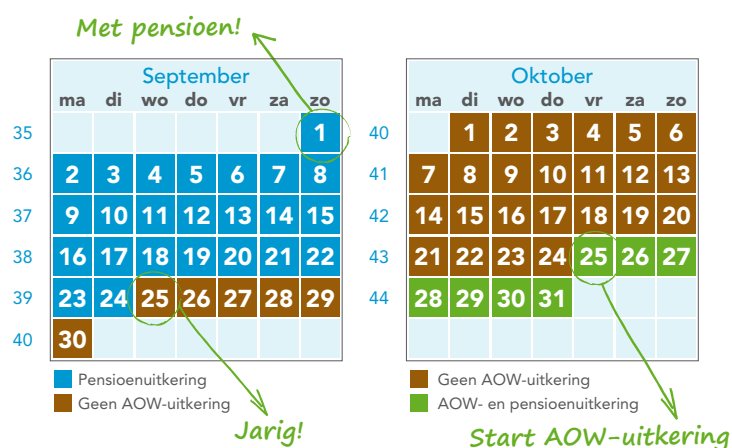 Met pensioen!
September
ma di wo do vr za zo
35 1
36 2 3 4 5 6 7 8
37 9 10 11 12 13 14 15
38 16 17 18 19 20 21 22
39 23 24 25 26 27 28 29
40 30
Pensioenuitkering
Geen AOW-uitkering
Jarig!
Oktober
ma di wo do vr za zo
40 1 2 3 4 5 6
41 7 8 9 10 11 12 13
42 14 15 16 17 18 19 20
43 21 22 23 24 25 26 27
44 28 29 30 31
Geen AOW-uitkering
AOW- en pensioenuitkering
Start AOW-uitkering